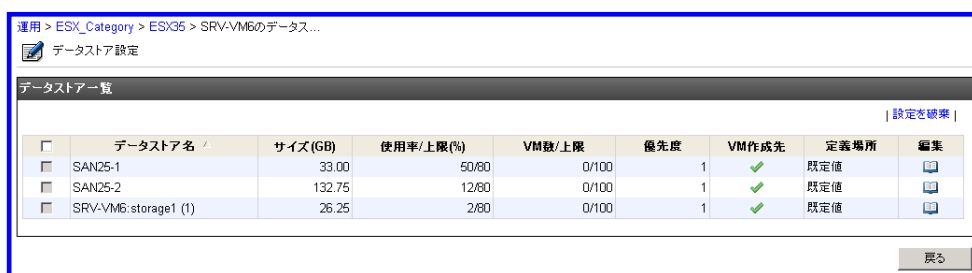 運用 > ESX_Category > ESX35 > SRV-VM6のデータス...
データストア設定
データストア一覧
| 設定を破棄 |
データストア名 サイズ(GB) 使用率/上限(%) VM数/上限 優先度 VM作成先 定義場所 編集
SAN25-1 33.00 50/80 0/100 1 既定値
SAN25-2 132.75 12/80 0/100 1 既定値
SRV-VM6:storage1 (1) 26.25 2/80 0/100 1 既定値
戻る